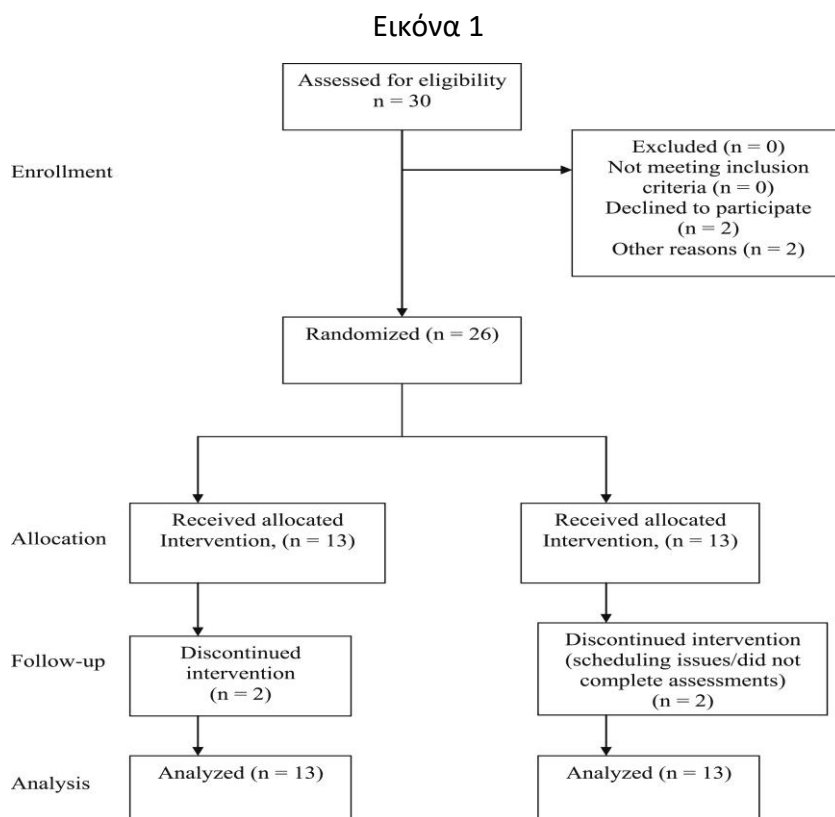 Εικόνα 1
Assessed for eligibility
n = 30
Enrollment
Excluded (n = 0)
Not meeting inclusion
criteria (n = 0)
Declined to participate
(n = 2)
Other reasons (n = 2)
Randomized (n = 26)
Allocation
Received allocated
Intervention, (n = 13)
Received allocated
Intervention, (n = 13)
Follow-up
Discontinued
intervention
(n = 2)
Discontinued intervention
(scheduling issues/did not
complete assessments)
(n = 2)
Analysis
Analyzed (n = 13)
Analyzed (n = 13)